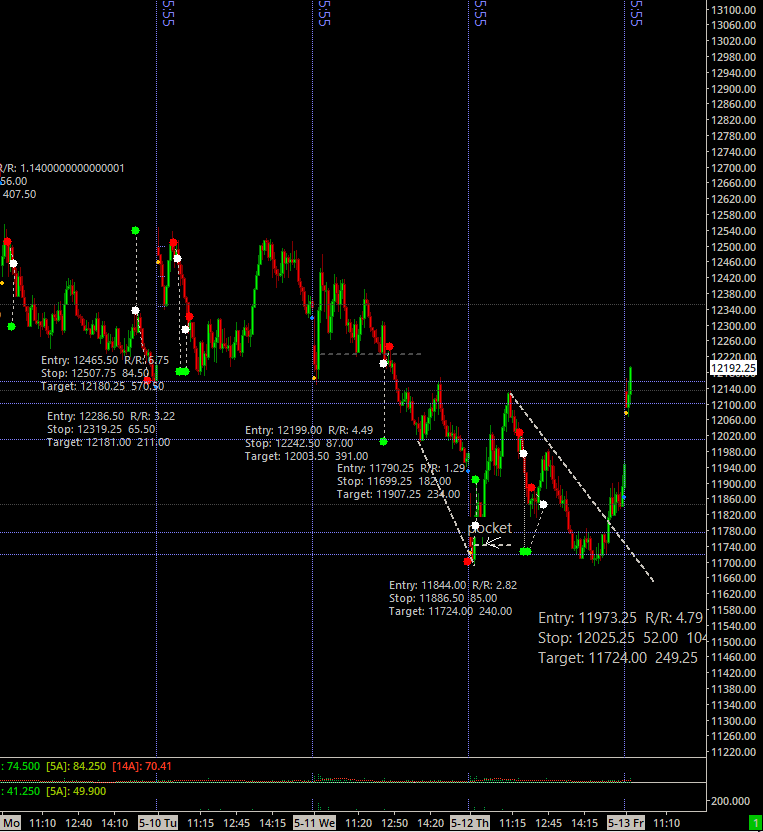 5:55 5:55 5:55 5:55
13100.00
13060.00
13020.00
12980.00
12940.00
12900.00
12860.00
12820.00
12780.00
12740.00
12700.00
12660.00
12620.00
12580.00
12540.00
12500.00
12460.00
12420.00
12380.00
12340.00
12300.00
12260.00
12220.00
12192.25
12140.00
12100.00
12060.00
12020.00
11980.00
11940.00
11900.00
11860.00
11820.00
11780.00
11740.00
11700.00
11660.00
11620.00
11580.00
11540.00
11500.00
11460.00
11420.00
11380.00
11340.00
11300.00
11260.00
11220.00
200.000
R/R: 1.1400000000000001
56.00
407.50
Entry: 12465.50 R/R: 6.75
Stop: 12507.75 84.50
Target: 12180.25 570.50
Entry: 12286.50 R/R: 3.22
Stop: 12319.25 65.50
Target: 12181.00 211.00
Entry: 12199.00 R/R: 4.49
Stop: 12242.50 87.00
Target: 12003.50 391.00
Entry: 11790.25 R/R: 1.29
Stop: 11699.25 182.00
Target: 11907.25 234.00
pocket
Entry: 11844.00 R/R: 2.82
Stop: 11886.50 85.00
Target: 11724.00 240.00
Entry: 11973.25 R/R: 4.79
Stop: 12025.25 52.00 104
Target: 11724.00 249.25
: 74.500 [5A]: 84.250 [14A]: 70.41
: 41.250 [5A]: 49.900
Mo 11:10 12:40 14:10 5-10 Tu 11:15 12:45 14:15 5-11 We 11:20 12:50 14:20 5-12 Th 11:15 12:45 14:15 5-13 Fr 11:10 1